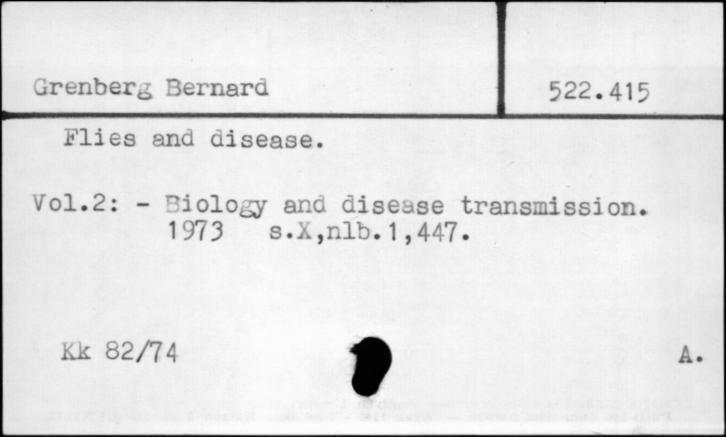 Grenberg Bernard
522.415
Flies and disease.
Vol.2: - Biology and disease transmission.
1973 s.X,nlb.1,447.
Kk 82/74
A.